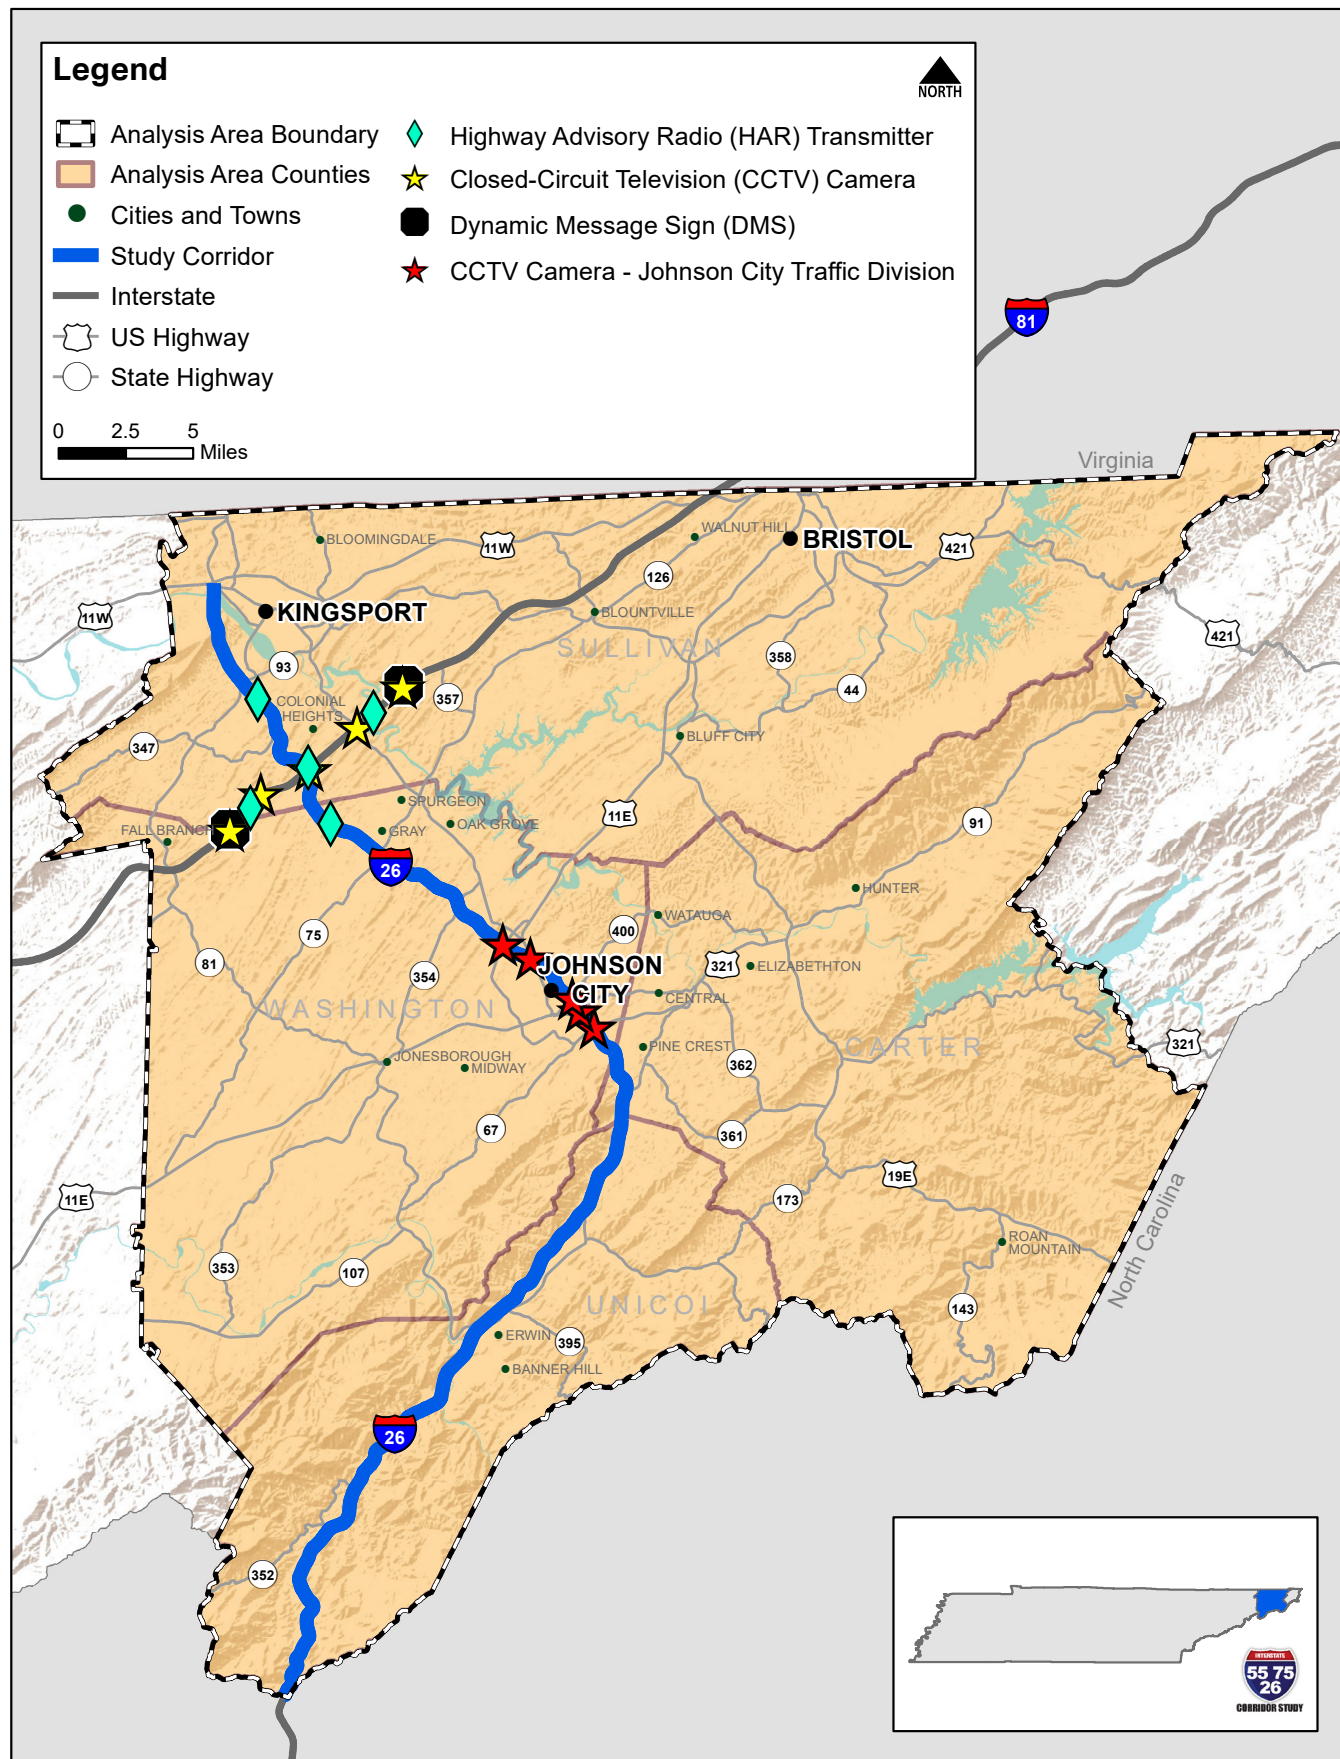 Legend
NORTH
Analysis Area Boundary
Analysis Area Counties
Cities and Towns
Study Corridor
Interstate
US Highway
State Highway
Highway Advisory Radio (HAR) Transmitter
Closed-Circuit Television (CCTV) Camera
Dynamic Message Sign (DMS)
CCTV Camera - Johnson City Traffic Division
0 2.5 5
Miles
81
Virginia
BLOOMINGDALE
11W
WALNUT HILL
BRISTOL
421
126
11W
KINGSPORT
BLOUNTVILLE
421
SULLIVAN
93
358
357
44
COLONIAL
HEIGHTS
BLUFF CITY
347
SPURGEON
11E
91
FALL BRANCH
GRAY
OAK GROVE
26
HUNTER
WATAUGA
75
400
81
354
JOHNSON
CITY
321
ELIZABETHTON
CENTRAL
WASHINGTON
321
PINE CREST
CARTER
JONESBOROUGH
MIDWAY
362
67
361
11E
19E
173
North Carolina
ROAN
MOUNTAIN
353
107
UNICOI
143
ERWIN
395
BANNER HILL
26
352
INTERSTATE
55 75
26
CORRIDOR STUDY